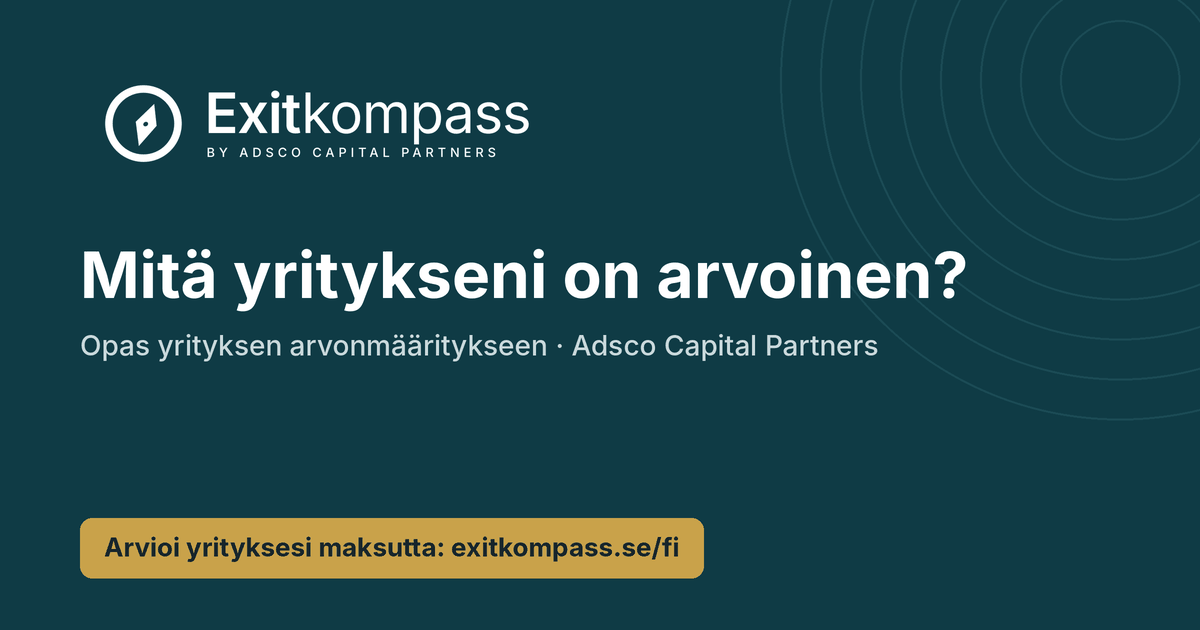 Exitkompass
BY ADSCO CAPITAL PARTNERS
Mitä yritykseni on arvoinen?
Opas yrityksen arvonmääritykseen · Adsco Capital Partners
Arvioi yrityksesi maksutta: exitkompass.se/fi